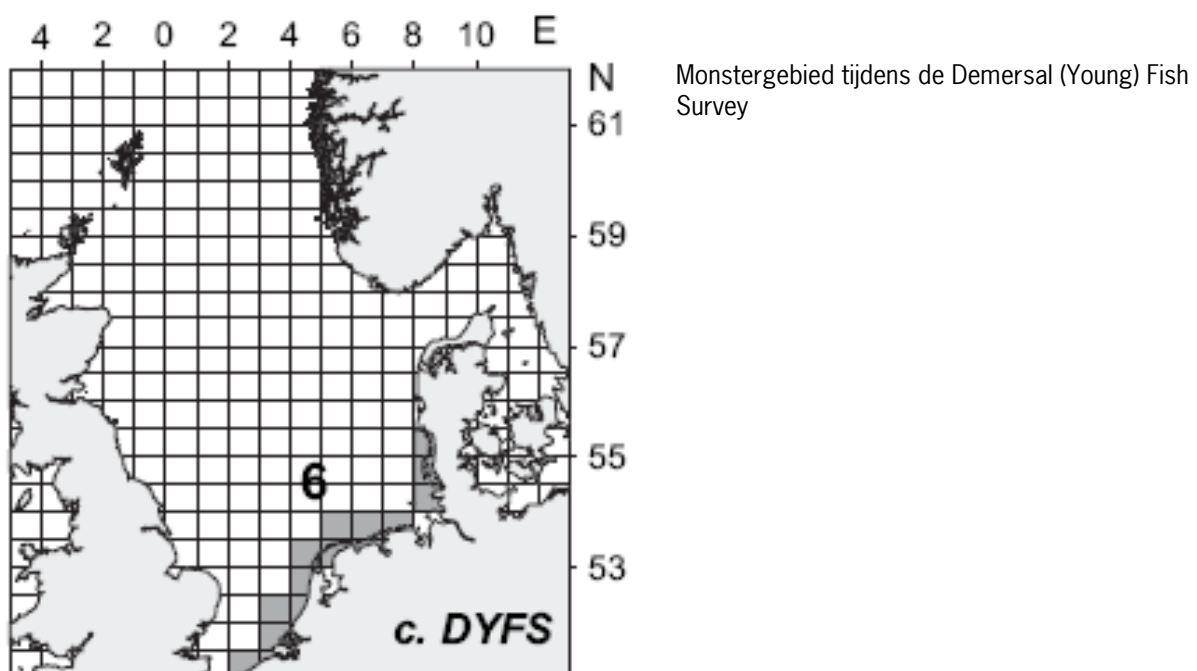 4 2 0 2 4 6 8 10 E
N
Monstergebied tijdens de Demersal (Young) Fish
Survey
61
59
57
55
6
53
c. DYFS